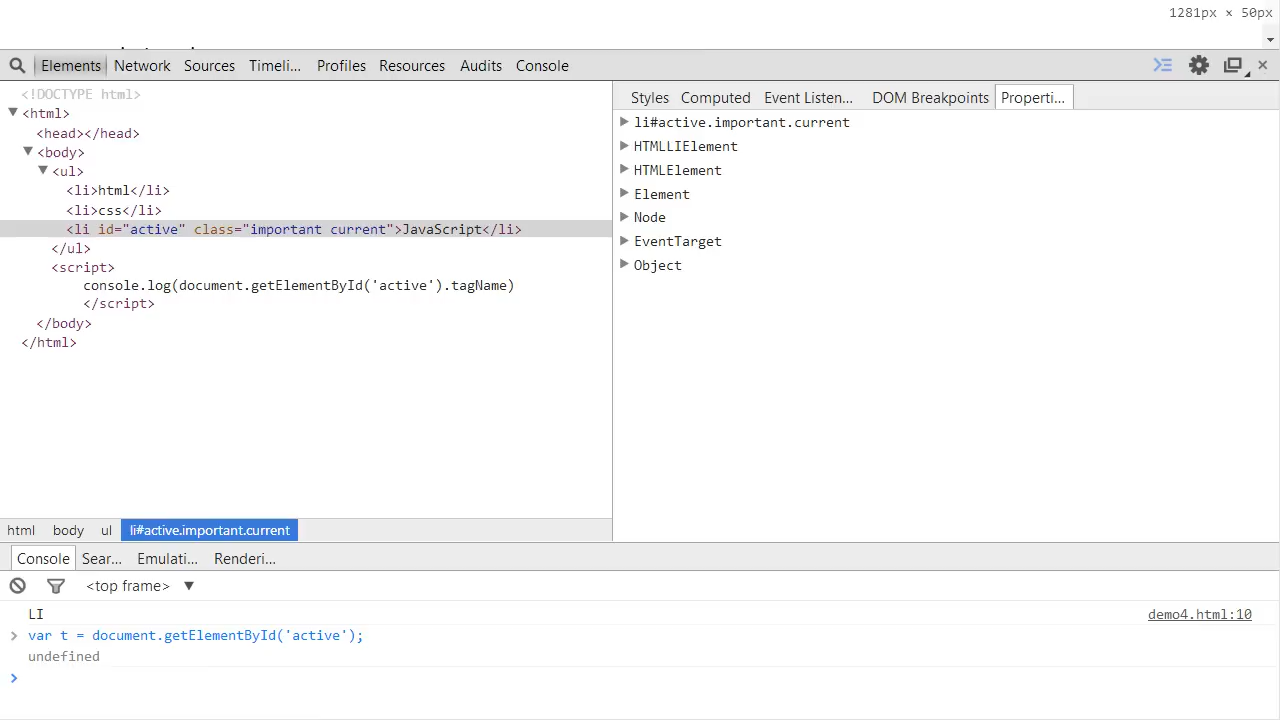 1281px × 50px
Elements Network Sources Timeli... Profiles Resources Audits Console
<!DOCTYPE html>
<html>
<head></head>
<body>
<ul>
<li>html</li>
<li>css</li>
<li id="active" class="important current">JavaScript</li>
</ul>
<script>
console.log(document.getElementById('active').tagName)
</script>
</body>
</html>
html body ul li#active.important.current
Styles Computed Event Listen... DOM Breakpoints Properti...
li#active.important.current
HTMLLIElement
HTMLElement
Element
Node
EventTarget
Object
Console Sear... Emulati... Renderi...
<top frame>
LI demo4.html:10
var t = document.getElementById('active');
undefined